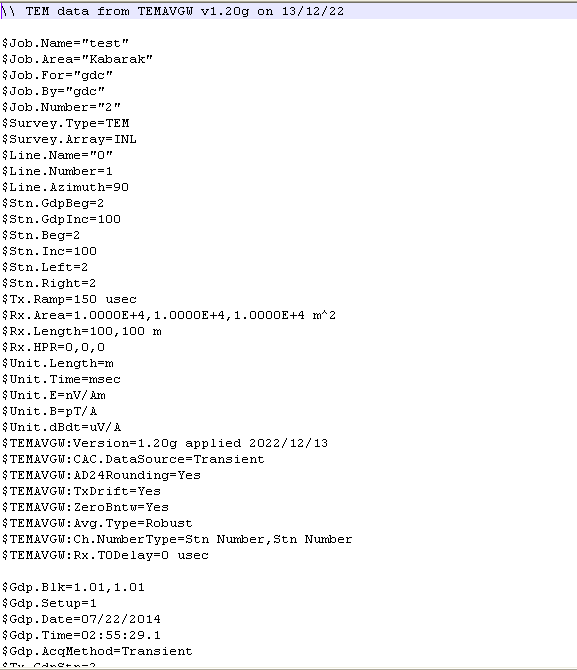 \\ TEM data from TEMAVGW v1.20g on 13/12/22
$Job.Name="test"
$Job.Area="Kabarak"
$Job.For="gdc"
$Job.By="gdc"
$Job.Number="2"
$Survey.Type=TEM
$Survey.Array=INL
$Line.Name="0"
$Line.Number=1
$Line.Azimuth=90
$Stn.GdpBeg=2
$Stn.GdpInc=100
$Stn.Beg=2
$Stn.Inc=100
$Stn.Left=2
$Stn.Right=2
$Tx.Ramp=150 usec
$Rx.Area=1.0000E+4,1.0000E+4,1.0000E+4 m^2
$Rx.Length=100,100 m
$Rx.HPR=0,0,0
$Unit.Length=m
$Unit.Time=msec
$Unit.E=nV/Am
$Unit.B=pT/A
$Unit.dBdt=uV/A
$TEMAVGW:Version=1.20g applied 2022/12/13
$TEMAVGW:CAC.DataSource=Transient
$TEMAVGW:AD24Rounding=Yes
$TEMAVGW:TxDrift=Yes
$TEMAVGW:ZeroBntw=Yes
$TEMAVGW:Avg.Type=Robust
$TEMAVGW:Ch.NumberType=Stn Number,Stn Number
$TEMAVGW:Rx.TODelay=0 usec
$Gdp.Blk=1.01,1.01
$Gdp.Setup=1
$Gdp.Date=07/22/2014
$Gdp.Time=02:55:29.1
$Gdp.AcqMethod=Transient
$Tx.GdpStn=2